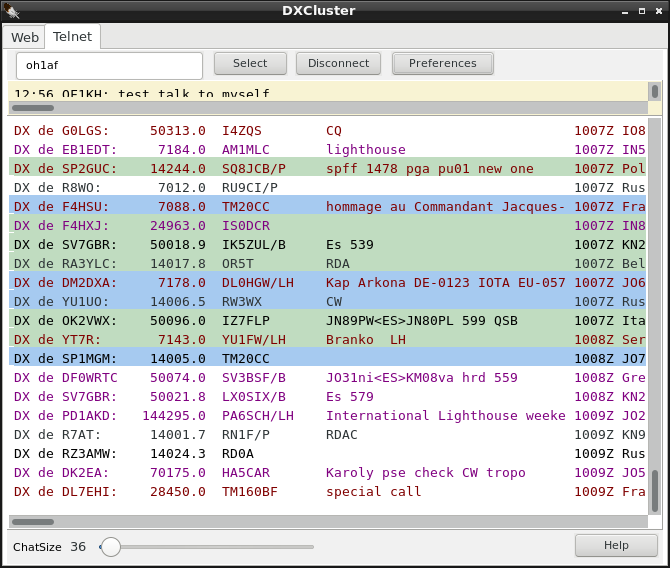 DXCluster
Web Telnet
oh1af Select Disconnect Preferences
12:56 OF1KH: test talk to myself
DX de G0LGS: 50313.0 I4ZQS CQ 1007Z IO8
DX de EB1EDT: 7184.0 AM1MLC lighthouse 1007Z IN5
DX de SP2GUC: 14244.0 SQ8JCB/P spff 1478 pga pu01 new one 1007Z Pol
DX de R8WO: 7012.0 RU9CI/P 1007Z Rus
DX de F4HSU: 7088.0 TM20CC hommage au Commandant Jacques- 1007Z Fra
DX de F4HXJ: 24963.0 IS0DCR 1007Z IN8
DX de SV7GBR: 50018.9 IK5ZUL/B Es 539 1007Z KN2
DX de RA3YLC: 14017.8 OR5T RDA 1007Z Bel
DX de DM2DXA: 7178.0 DL0HGW/LH Kap Arkona DE-0123 IOTA EU-057 1007Z JO6
DX de YU1UO: 14006.5 RW3WX CW 1007Z Rus
DX de OK2VWX: 50096.0 IZ7FLP JN89PW<ES>JN80PL 599 QSB 1007Z Ita
DX de YT7R: 7143.0 YU1FW/LH Branko LH 1008Z Ser
DX de SP1MGM: 14005.0 TM20CC 1008Z JO7
DX de DF0WRTC 50074.0 SV3BSF/B JO31ni<ES>KM08va hrd 559 1008Z Gre
DX de SV7GBR: 50021.8 LX0SIX/B Es 579 1008Z KN2
DX de PD1AKD: 144295.0 PA6SCH/LH International Lighthouse weeke 1009Z JO2
DX de R7AT: 14001.7 RN1F/P RDAC 1009Z KN9
DX de RZ3AMW: 14024.3 RD0A 1009Z Rus
DX de DK2EA: 70175.0 HA5CAR Karoly pse check CW tropo 1009Z JO5
DX de DL7EHI: 28450.0 TM160BF special call 1009Z Fra
ChatSize 36 Help